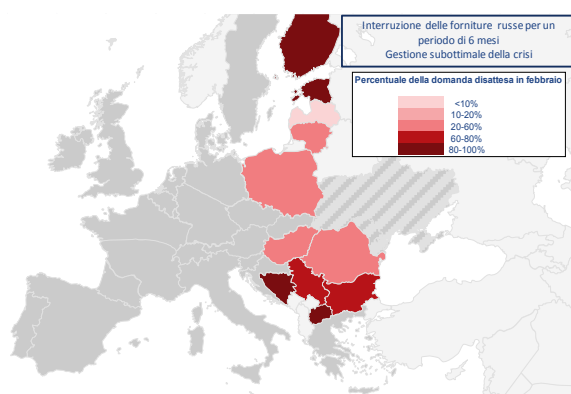 Interruzione delle forniture russe per un
periodo di 6 mesi
Gestione subottimale della crisi
Percentuale della domanda disattesa in febbraio
<10%
10-20%
20-60%
60-80%
80-100%